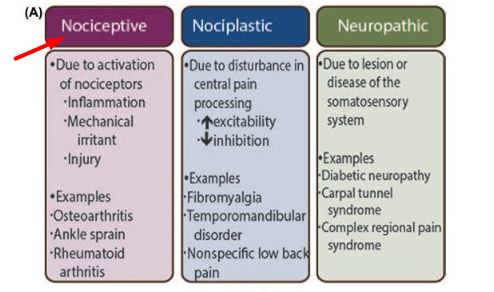 (A)
Nociceptive
•Due to activation
of nociceptors
·Inflammation
·Mechanical
irritant
·Injury
•Examples
·Osteoarthritis
·Ankle sprain
·Rheumatoid
arthritis
Nociplastic
•Due to disturbance in
central pain
processing
·↑excitability
·↓inhibition
•Examples
·Fibromyalgia
·Temporomandibular
disorder
·Nonspecific low back
pain
Neuropathic
•Due to lesion or
disease of the
somatosensory
system
•Examples
·Diabetic neuropathy
·Carpal tunnel
syndrome
·Complex regional pain
syndrome